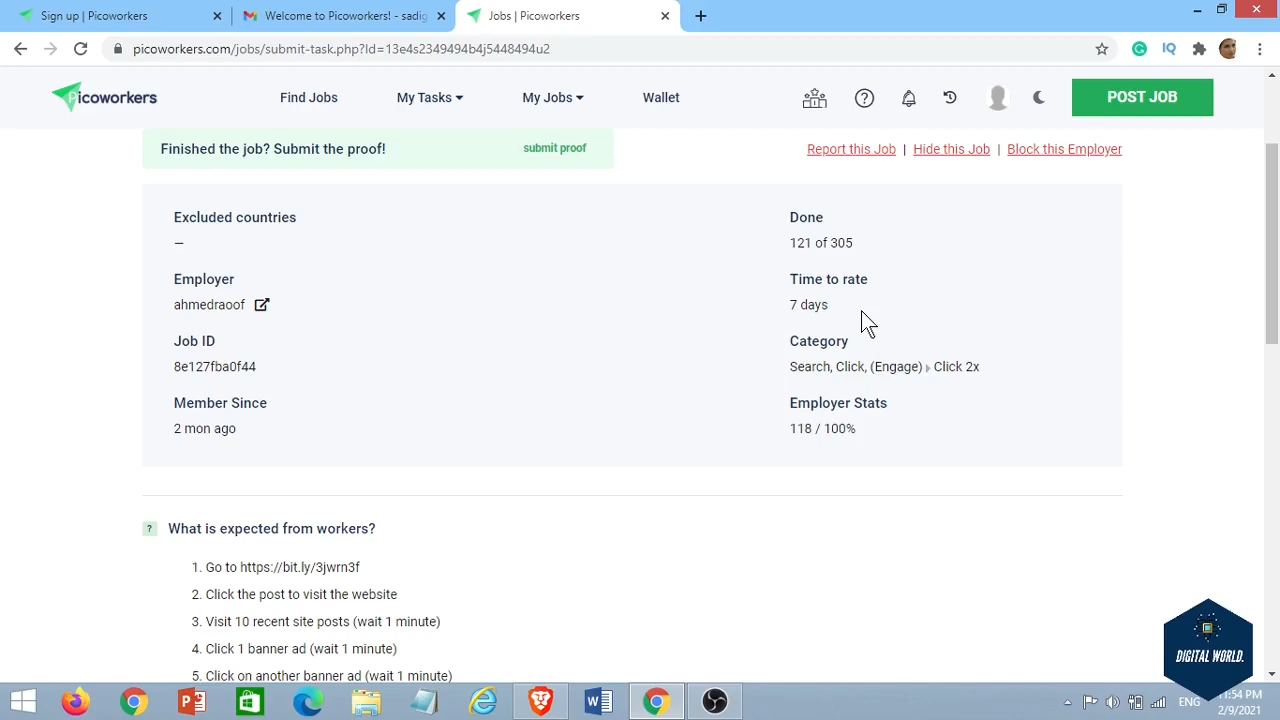 Sign up | Picoworkers
Welcome to Picoworkers! - sadig
Jobs | Picoworkers
picoworkers.com/jobs/submit-task.php?Id=13e4s2349494b4j5448494u2
IQ
Picoworkers
Find Jobs
My Tasks
My Jobs
Wallet
POST JOB
Finished the job? Submit the proof!
submit proof
Report this Job | Hide this Job | Block this Employer
Excluded countries
—
Done
121 of 305
Employer
ahmedraoof
Time to rate
7 days
Job ID
8e127fba0f44
Category
Search, Click, (Engage) Click 2x
Member Since
2 mon ago
Employer Stats
118 / 100%
? What is expected from workers?
1. Go to https://bit.ly/3jwrn3f
2. Click the post to visit the website
3. Visit 10 recent site posts (wait 1 minute)
4. Click 1 banner ad (wait 1 minute)
5. Click on another banner ad (wait 1 minute)
DIGITAL WORLD.
ENG
11:54 PM
2/9/2021